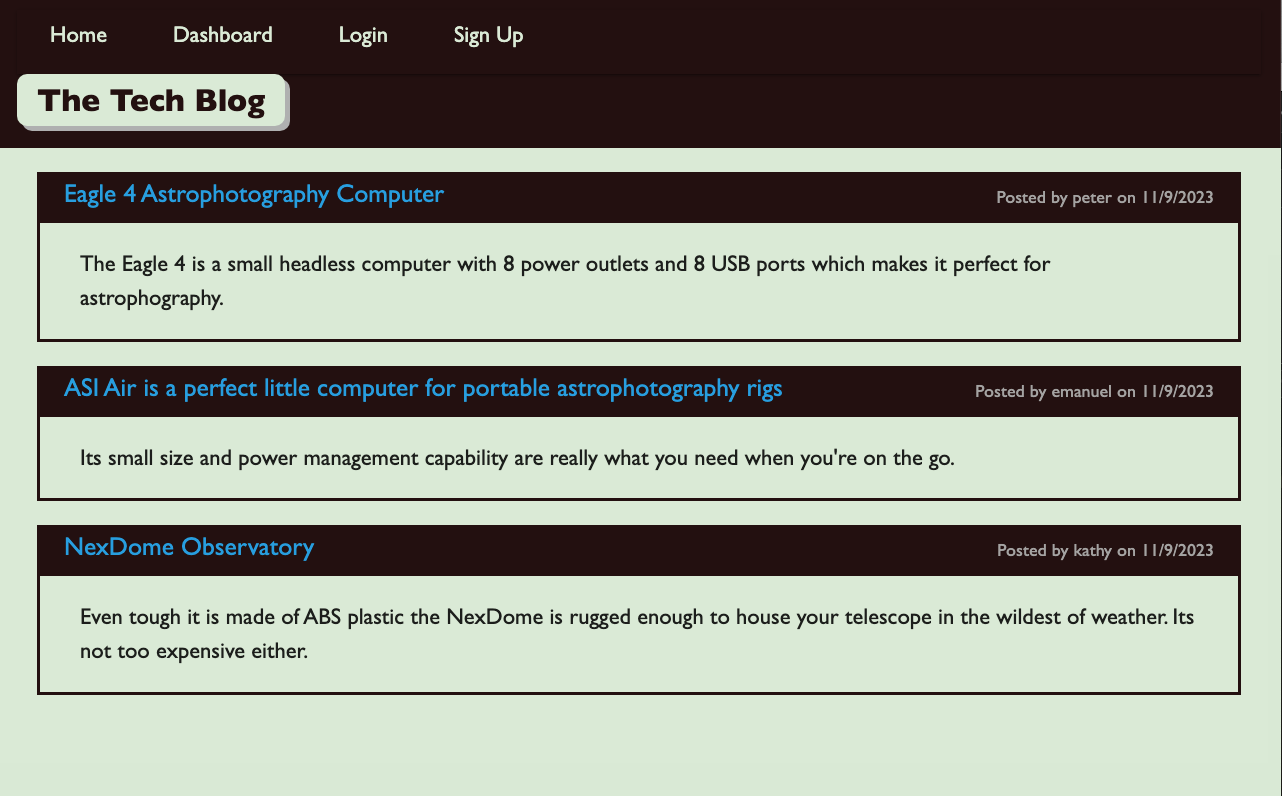 Home Dashboard Login Sign Up
The Tech Blog
Eagle 4 Astrophotography Computer Posted by peter on 11/9/2023
The Eagle 4 is a small headless computer with 8 power outlets and 8 USB ports which makes it perfect for
astrophography.
ASI Air is a perfect little computer for portable astrophotography rigs Posted by emanuel on 11/9/2023
Its small size and power management capability are really what you need when you're on the go.
NexDome Observatory Posted by kathy on 11/9/2023
Even tough it is made of ABS plastic the NexDome is rugged enough to house your telescope in the wildest of weather. Its
not too expensive either.